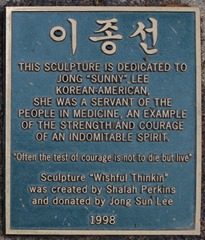 이종선
THIS SCULPTURE IS DEDICATED TO
JONG "SUNNY" LEE
KOREAN-AMERICAN,
SHE WAS A SERVANT OF THE
PEOPLE IN MEDICINE, AN EXAMPLE
OF THE STRENGTH AND COURAGE
OF AN INDOMITABLE SPIRIT.
"Often the test of courage is not to die but live"
Sculpture "Wishful Thinkin"
was created by Shalah Perkins
and donated by Jong Sun Lee
1998